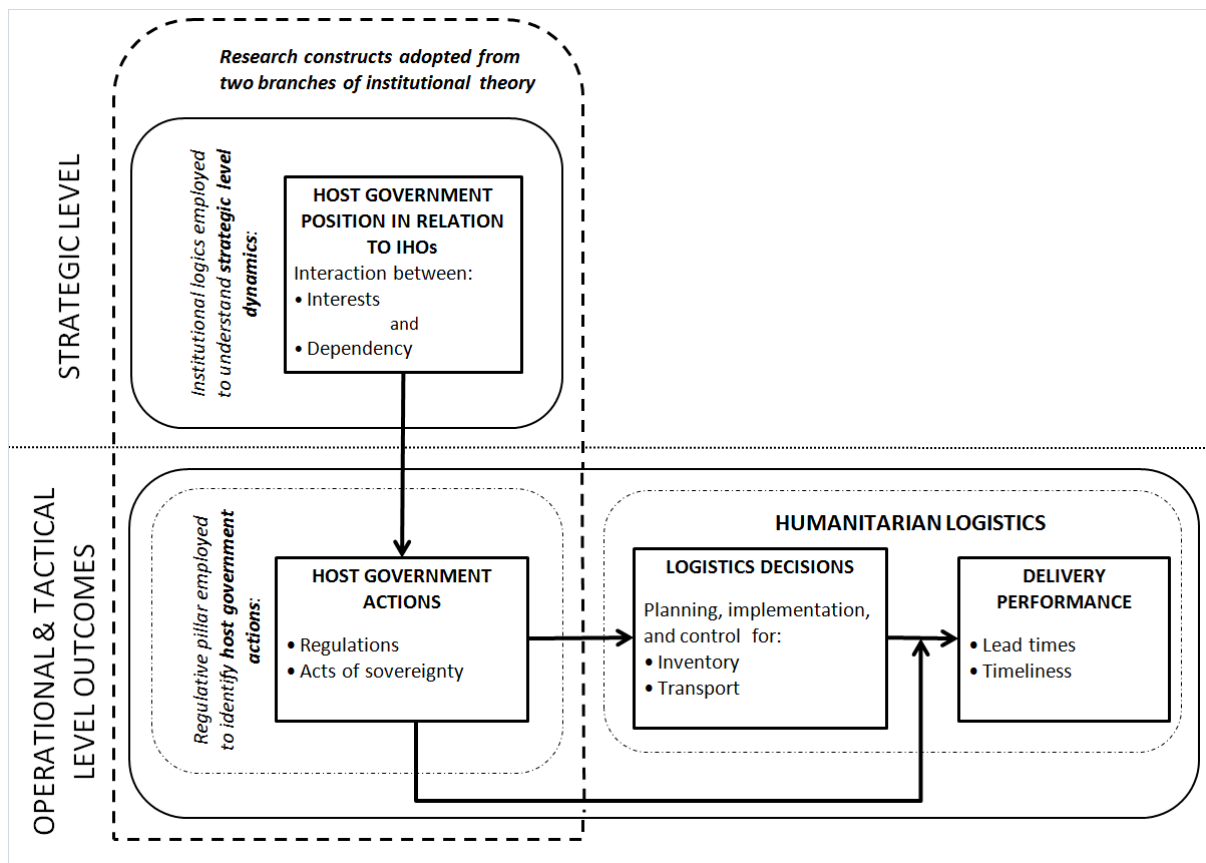 Research constructs adopted from
two branches of institutional theory
STRATEGIC LEVEL
Institutional logics employed
to understand strategic level
dynamics:
HOST GOVERNMENT
POSITION IN RELATION
TO IHOs
Interaction between:
• Interests
and
• Dependency
OPERATIONAL & TACTICAL
LEVEL OUTCOMES
Regulative pillar employed
to identify host government
actions:
HOST GOVERNMENT
ACTIONS
• Regulations
• Acts of sovereignty
HUMANITARIAN LOGISTICS
LOGISTICS DECISIONS
Planning, implementation,
and control for:
• Inventory
• Transport
DELIVERY
PERFORMANCE
• Lead times
• Timeliness